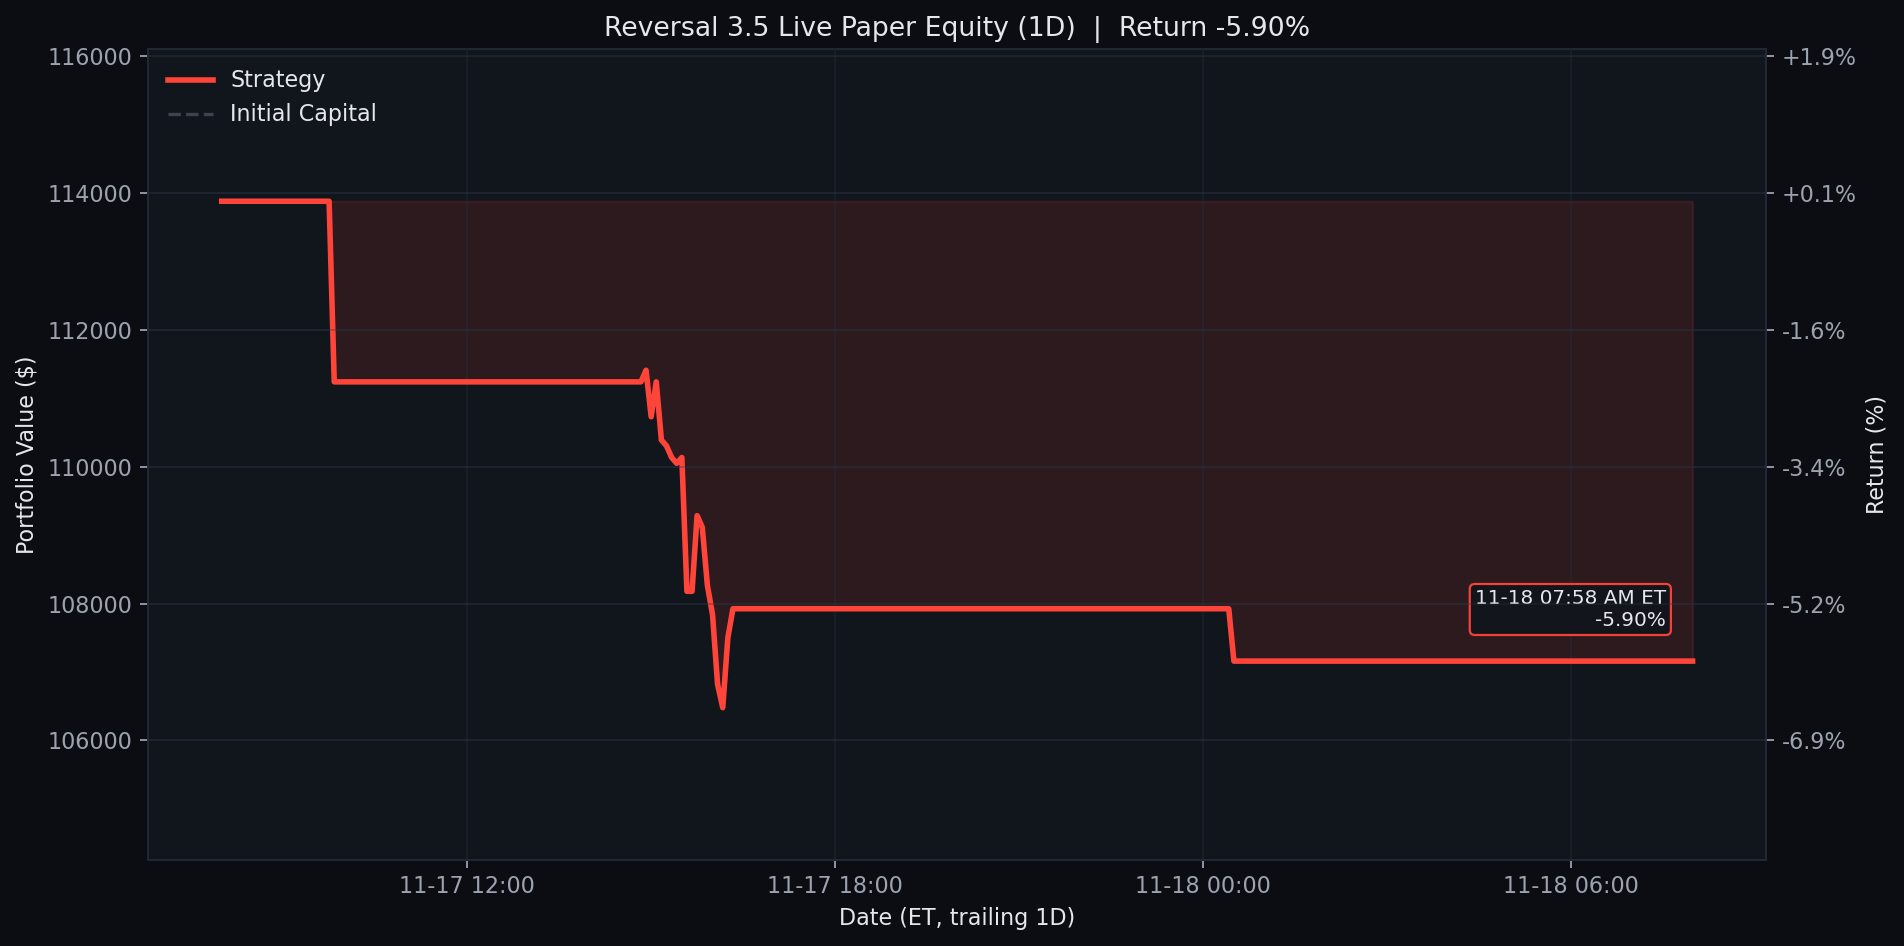 Reversal 3.5 Live Paper Equity (1D)  |  Return -5.90%
Strategy
Initial Capital
116000
114000
112000
110000
108000
106000
Portfolio Value ($)
+1.9%
+0.1%
-1.6%
-3.4%
-5.2%
-6.9%
Return (%)
11-18 07:58 AM ET
-5.90%
11-17 12:00
11-17 18:00
11-18 00:00
11-18 06:00
Date (ET, trailing 1D)